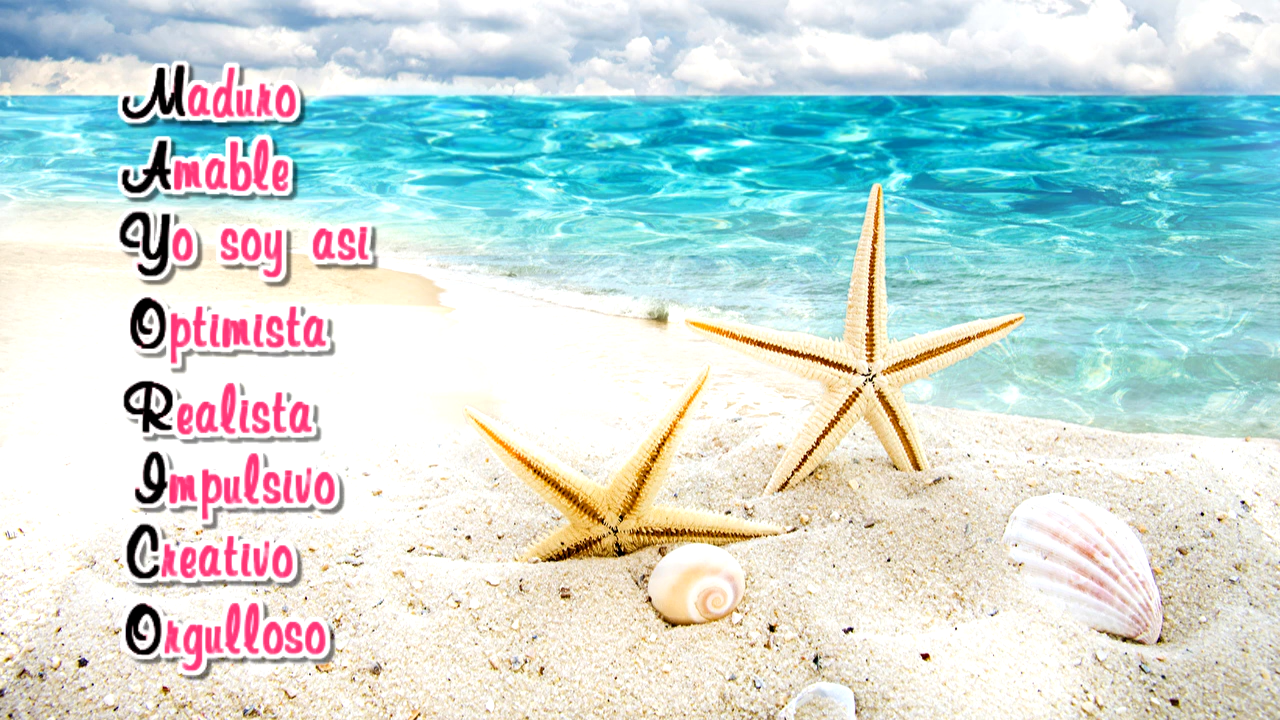 Maduro
Amable
Yo soy asi
Optimista
Realista
Impulsivo
Creativo
Orgulloso